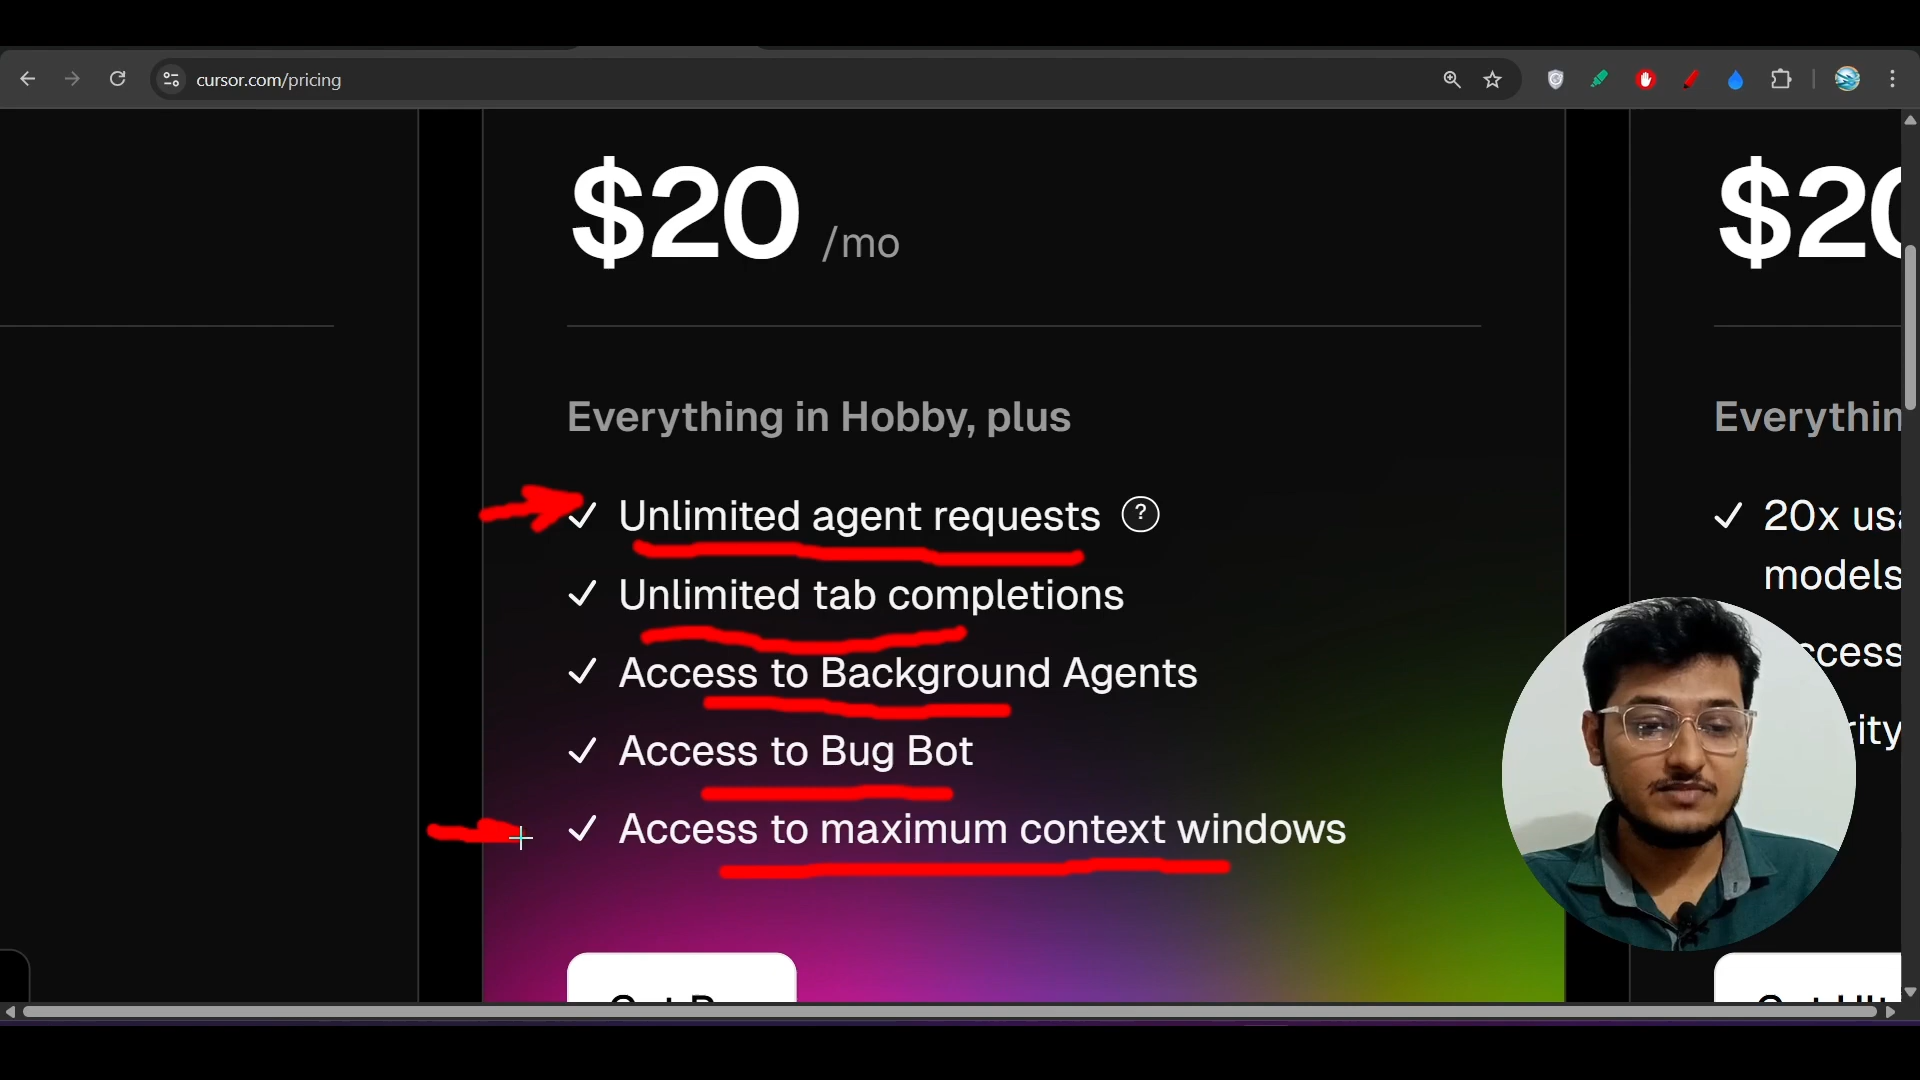 cursor.com/pricing
$20 /mo
Everything in Hobby, plus
Unlimited agent requests ?
Unlimited tab completions
Access to Background Agents
Access to Bug Bot
Access to maximum context windows
$20
Everythin
20x usa
models
ccess
rity